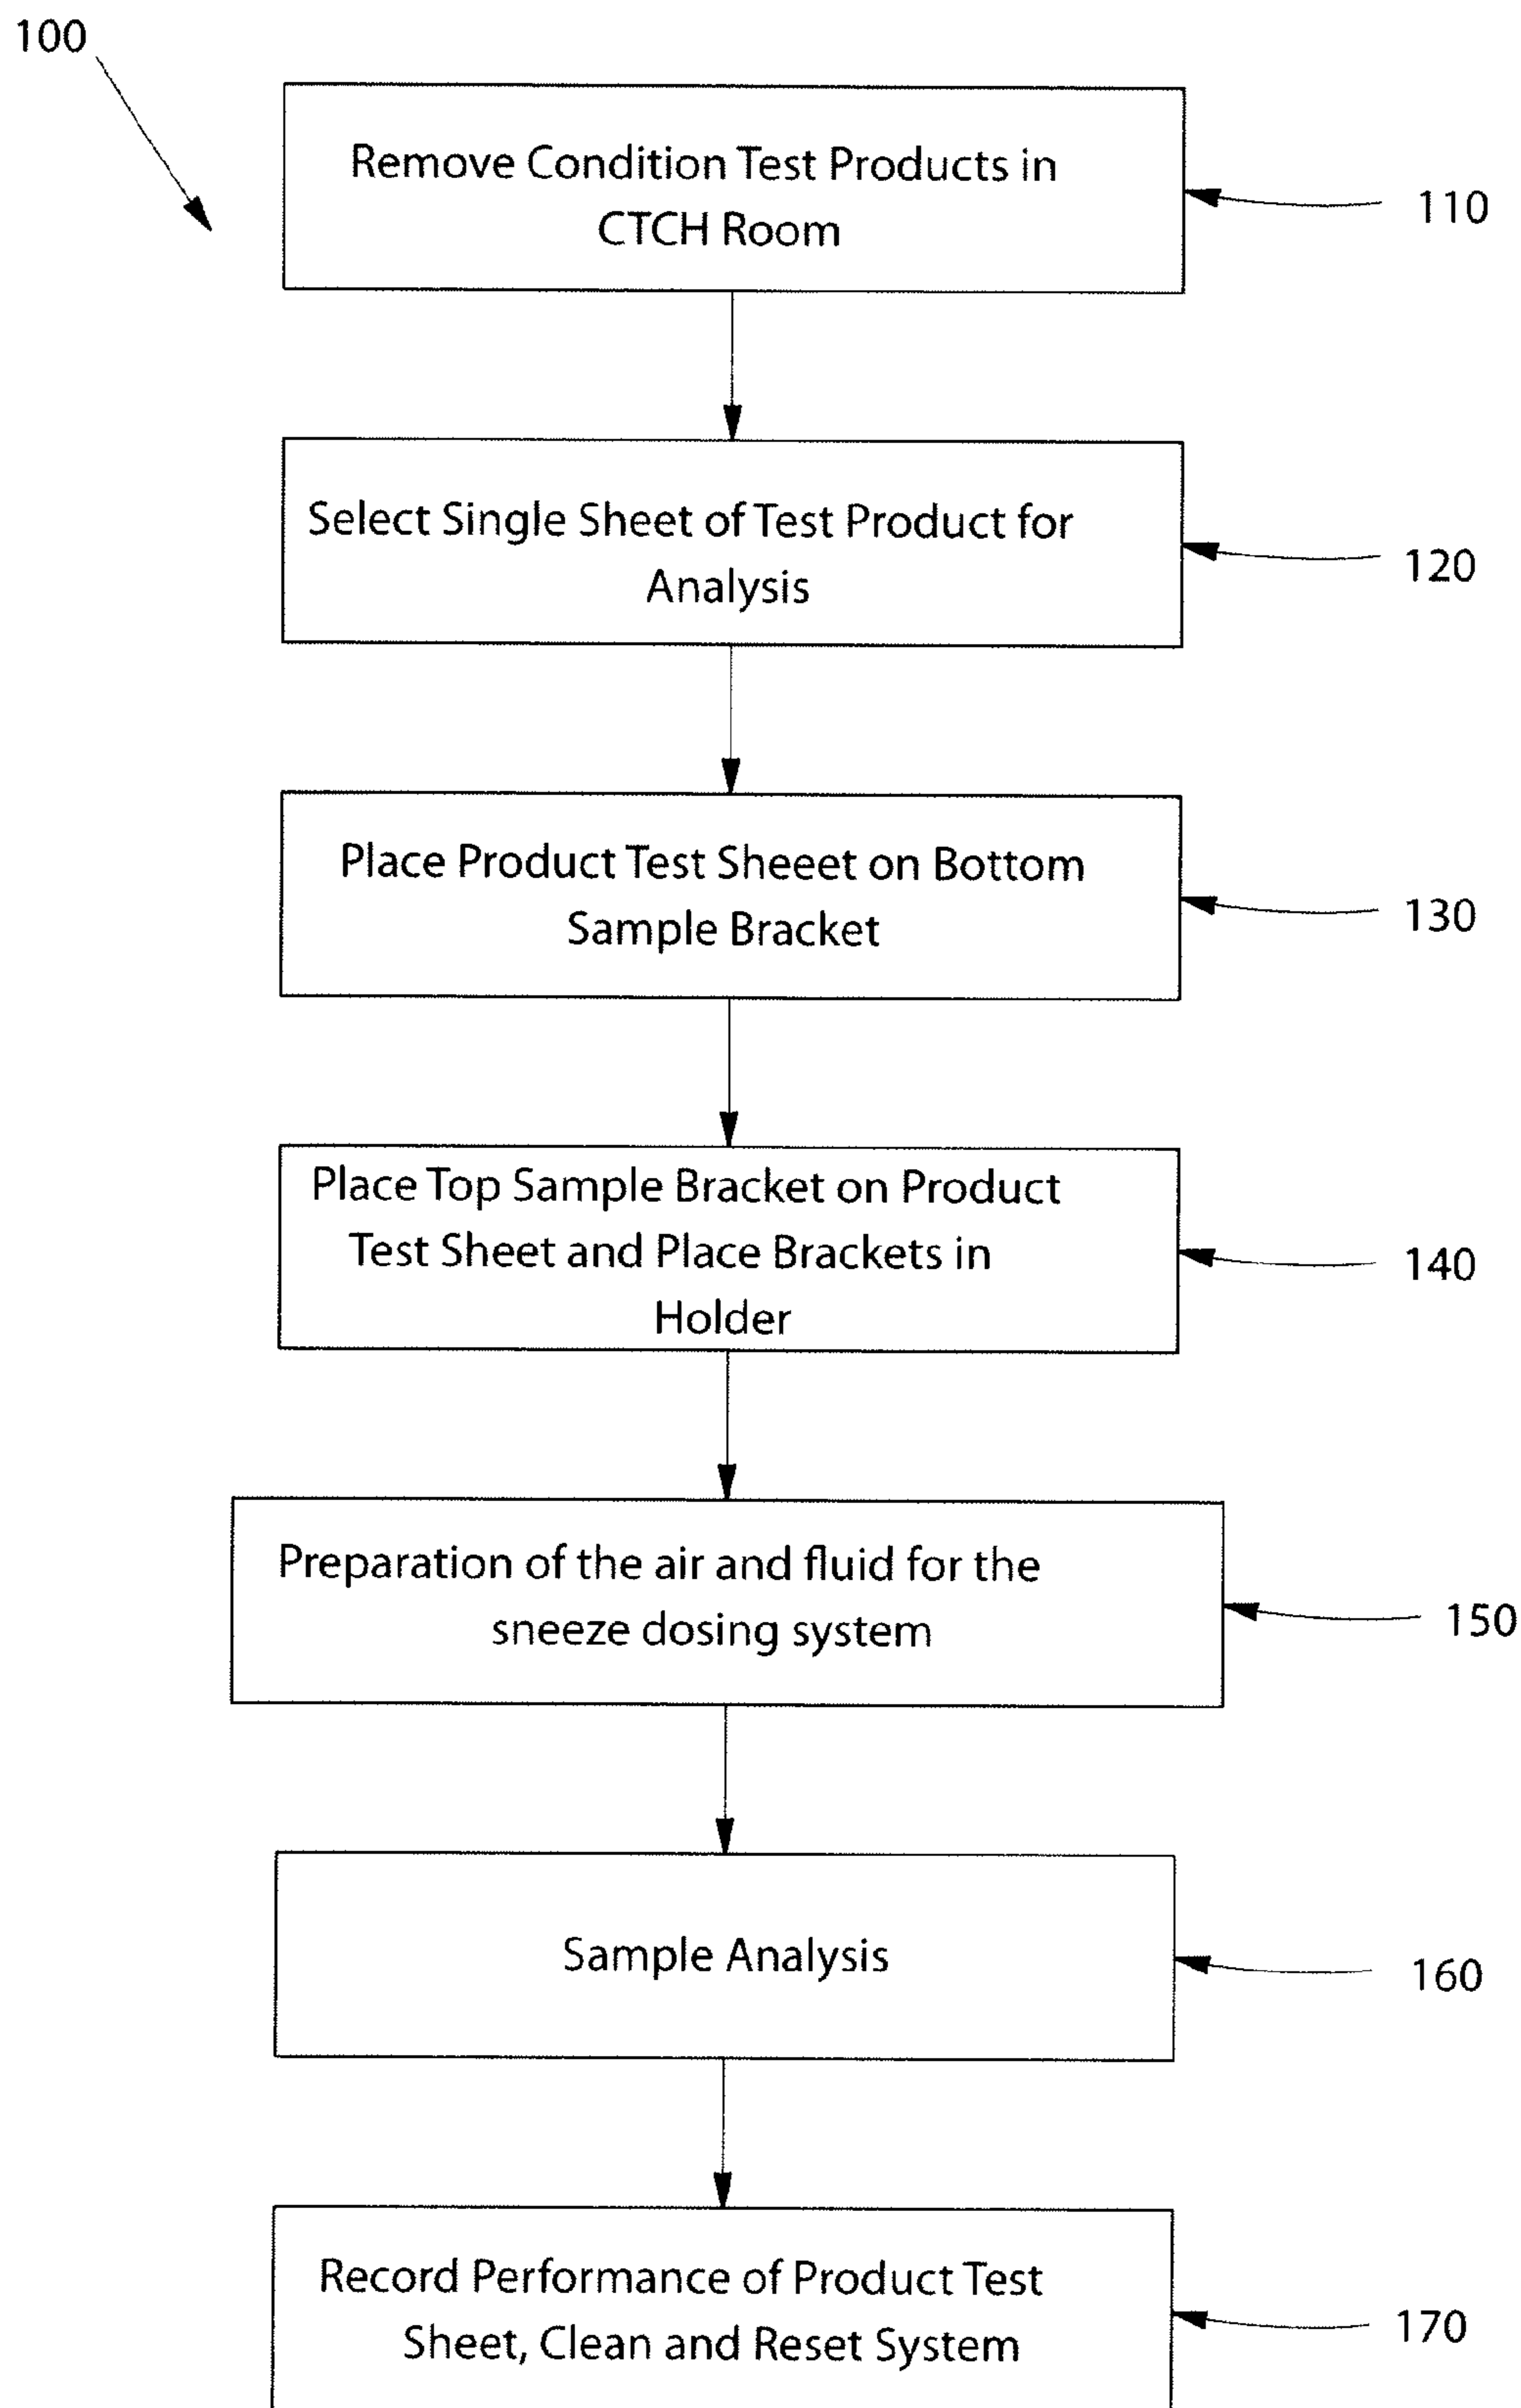 100
Remove Condition Test Products in
CTCH Room
110
Select Single Sheet of Test Product for
Analysis
120
Place Product Test Sheeet on Bottom
Sample Bracket
130
Place Top Sample Bracket on Product
Test Sheet and Place Brackets in
Holder
140
Preparation of the air and fluid for the
sneeze dosing system
150
Sample Analysis
160
Record Performance of Product Test
Sheet, Clean and Reset System
170